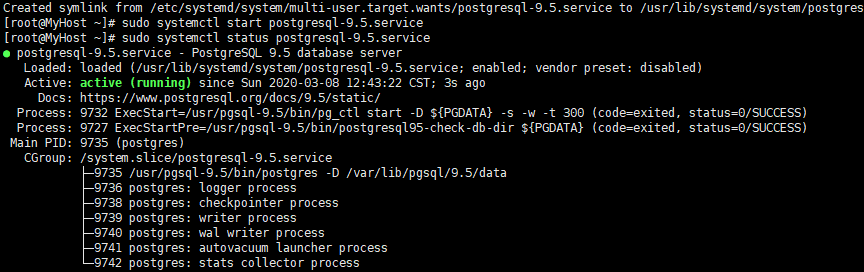 Created symlink from /etc/systemd/system/multi-user.target.wants/postgresql-9.5.service to /usr/lib/systemd/system/postgres
[root@MyHost ~]# sudo systemctl start postgresql-9.5.service
[root@MyHost ~]# sudo systemctl status postgresql-9.5.service
● postgresql-9.5.service - PostgreSQL 9.5 database server
Loaded: loaded (/usr/lib/systemd/system/postgresql-9.5.service; enabled; vendor preset: disabled)
Active: active (running) since Sun 2020-03-08 12:43:22 CST; 3s ago
Docs: https://www.postgresql.org/docs/9.5/static/
Process: 9732 ExecStart=/usr/pgsql-9.5/bin/pg_ctl start -D ${PGDATA} -s -w -t 300 (code=exited, status=0/SUCCESS)
Process: 9727 ExecStartPre=/usr/pgsql-9.5/bin/postgresql95-check-db-dir ${PGDATA} (code=exited, status=0/SUCCESS)
Main PID: 9735 (postgres)
CGroup: /system.slice/postgresql-9.5.service
├─9735 /usr/pgsql-9.5/bin/postgres -D /var/lib/pgsql/9.5/data
├─9736 postgres: logger process
├─9738 postgres: checkpointer process
├─9739 postgres: writer process
├─9740 postgres: wal writer process
├─9741 postgres: autovacuum launcher process
└─9742 postgres: stats collector process